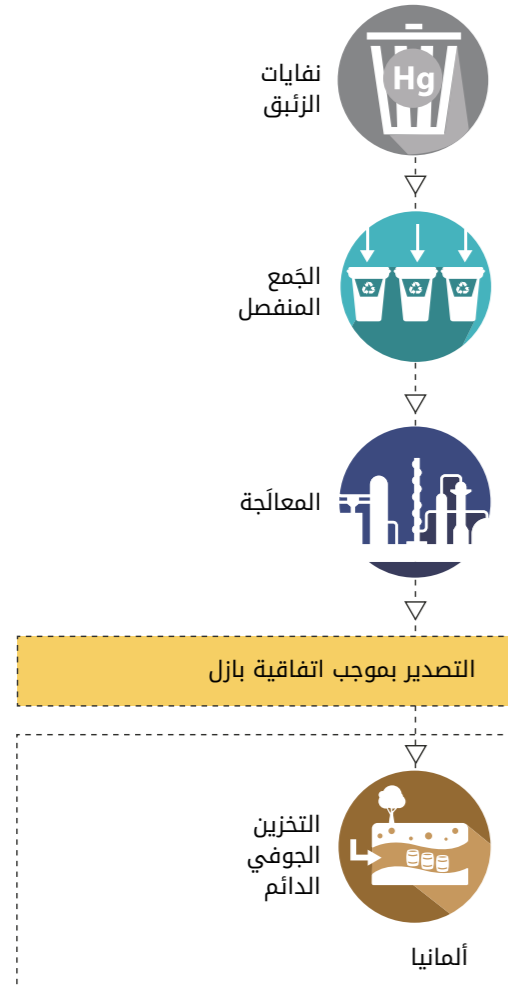 Hg
نفايات
الزئبق
الجَمع
المنفصل
المعالَجة
التصدير بموجب اتفاقية بازل
التخزين
الجوفي
الدائم
ألمانيا